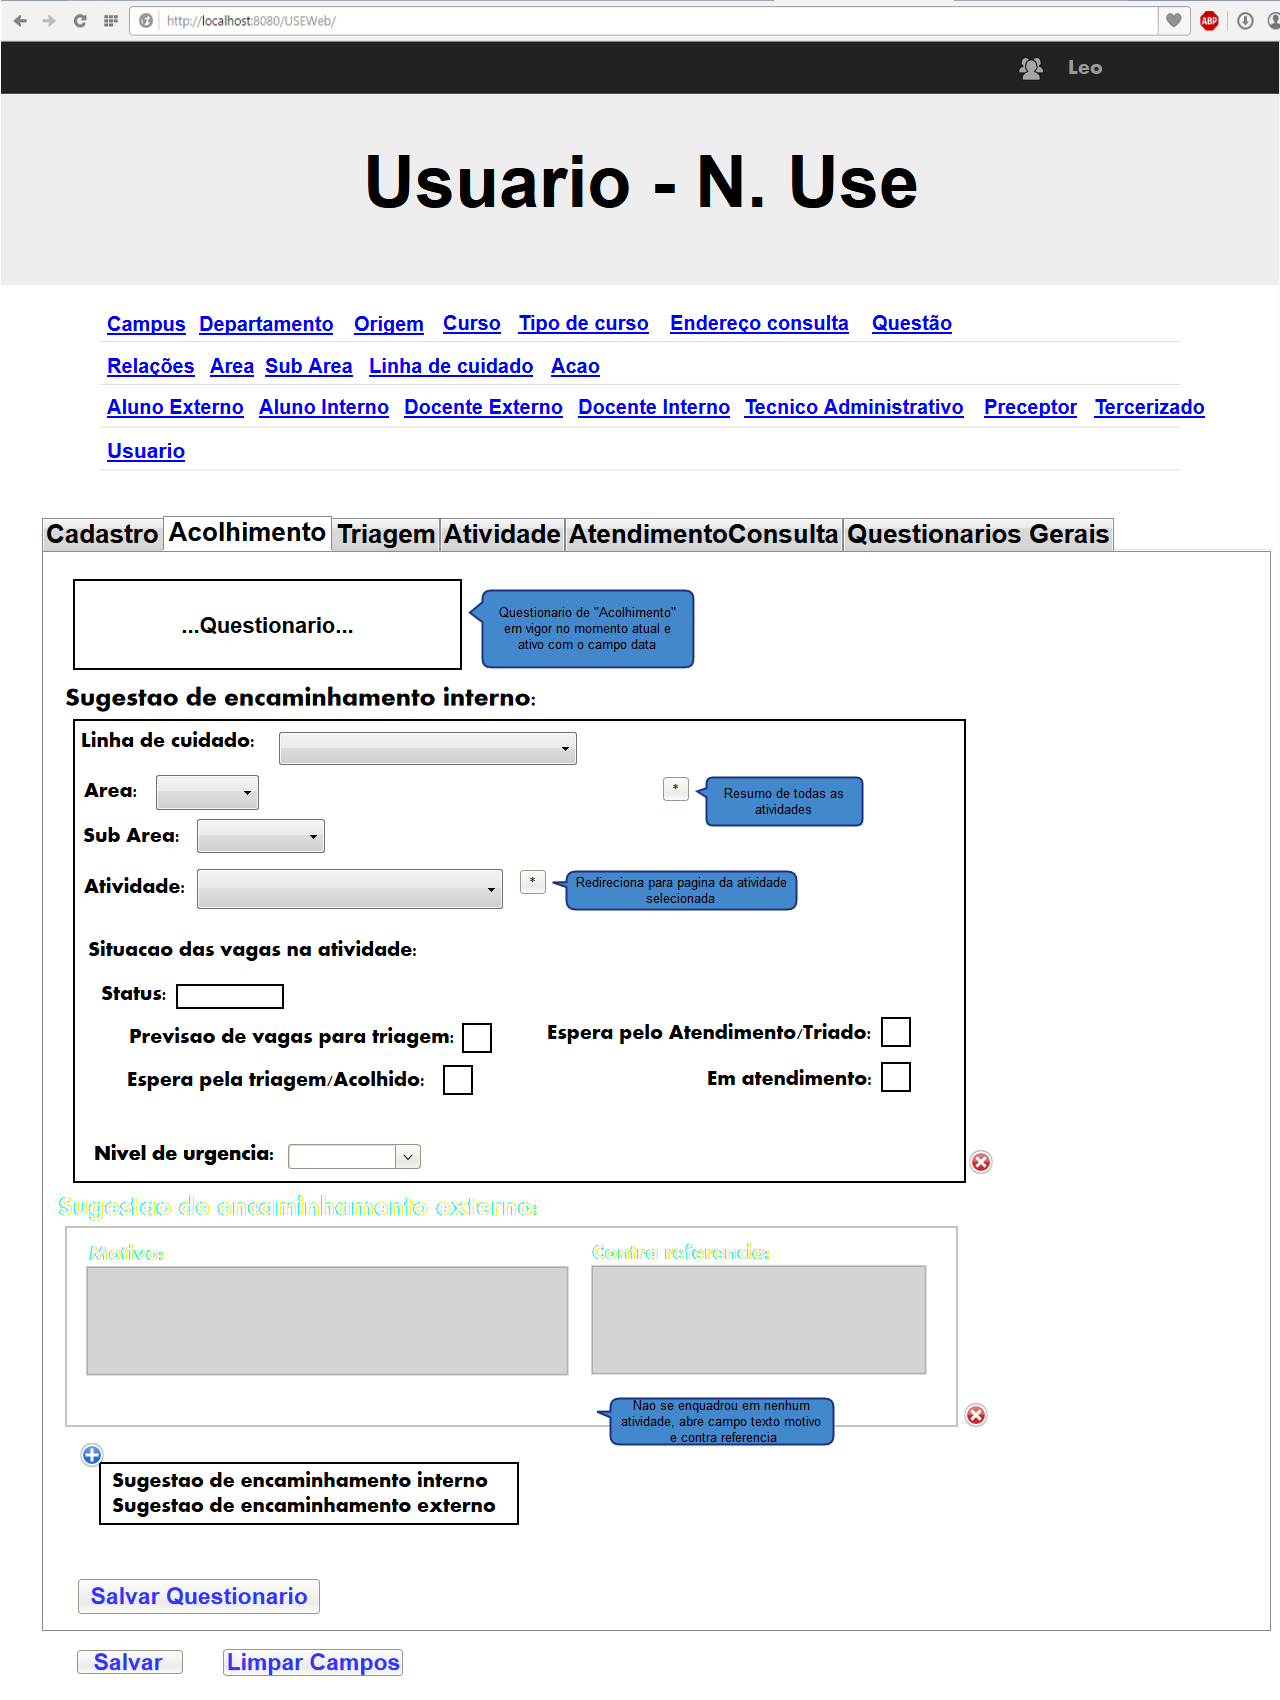 http://localhost:8080/USEWeb/
ABP
Leo
Usuario - N. Use
Campus Departamento Origem Curso Tipo de curso Endereço consulta Questão
Relações Area Sub Area Linha de cuidado Acao
Aluno Externo Aluno Interno Docente Externo Docente Interno Tecnico Administrativo Preceptor Tercerizado
Usuario
Cadastro Acolhimento Triagem Atividade AtendimentoConsulta Questionarios Gerais
...Questionario...
Questionario de "Acolhimento"
em vigor no momento atual e
ativo com o campo data
Sugestao de encaminhamento interno:
Linha de cuidado:
Area:
*
Resumo de todas as
atividades
Sub Area:
Atividade:
*
Redireciona para pagina da atividade
selecionada
Situacao das vagas na atividade:
Status:
Previsao de vagas para triagem:
Espera pelo Atendimento/Triado:
Espera pela triagem/Acolhido:
Em atendimento:
Nivel de urgencia:
Sugestao de encaminhamento externo:
Motivo:
Contra referencia:
Nao se enquadrou em nenhum
atividade, abre campo texto motivo
e contra referencia
Sugestao de encaminhamento interno
Sugestao de encaminhamento externo
Salvar Questionario
Salvar
Limpar Campos